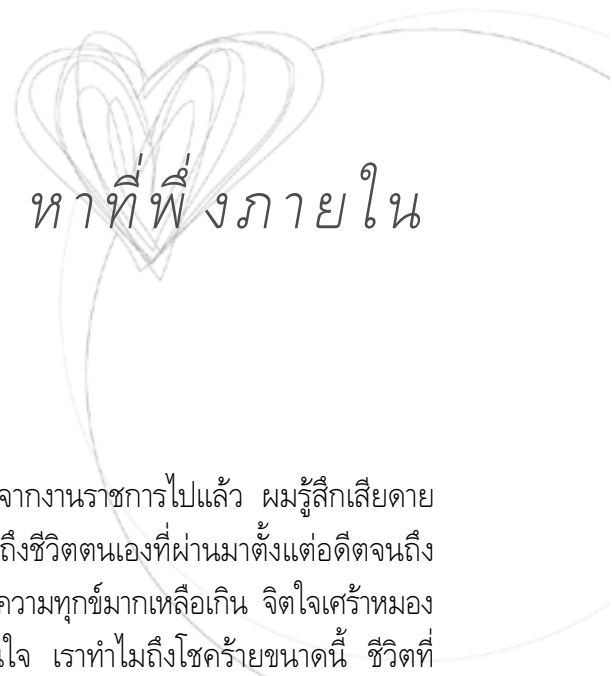 หาที่พึ่งภายใน
จากงานราชการไปแล้ว ผมรู้สึกเสียดาย
ถึงชีวิตตนเองที่ผ่านมาตั้งแต่อดีตจนถึง
ความทุกข์มากเหลือเกิน จิตใจเศร้าหมอง
เราทำไมถึงโชคร้ายขนาดนี้ ชีวิตที่